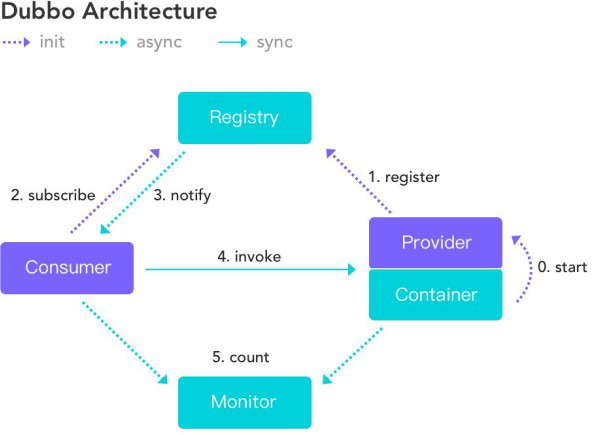 Dubbo Architecture
init async sync
Registry
1. register
2. subscribe
3. notify
Provider
4. invoke
Consumer
0. start
Container
5. count
Monitor